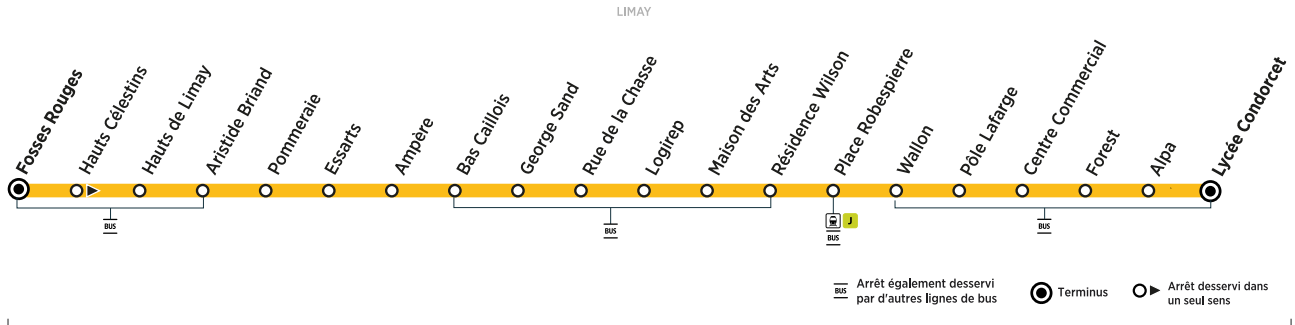 LIMAY
Fosses Rouges
Hauts Célestins
Hauts de Limay
Aristide Briand
Pommeraie
Essarts
Ampère
Bas Caillois
George Sand
Rue de la Chasse
Logirep
Maison des Arts
Résidence Wilson
Place Robespierre
Wallon
Pôle Lafarge
Centre Commercial
Forest
Alpa
Lycée Condorcet
BUS
BUS
J
BUS
BUS
BUS
Arrêt également desservi
par d'autres lignes de bus
Terminus
Arrêt desservi dans
un seul sens